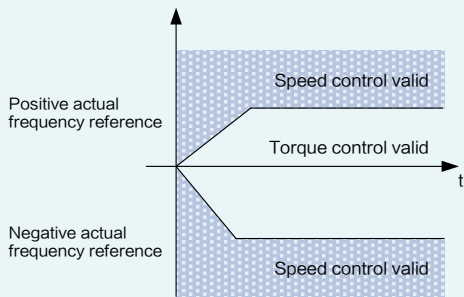 Speed control valid
Positive actual
frequency reference
Torque control valid
t
Negative actual
frequency reference
Speed control valid